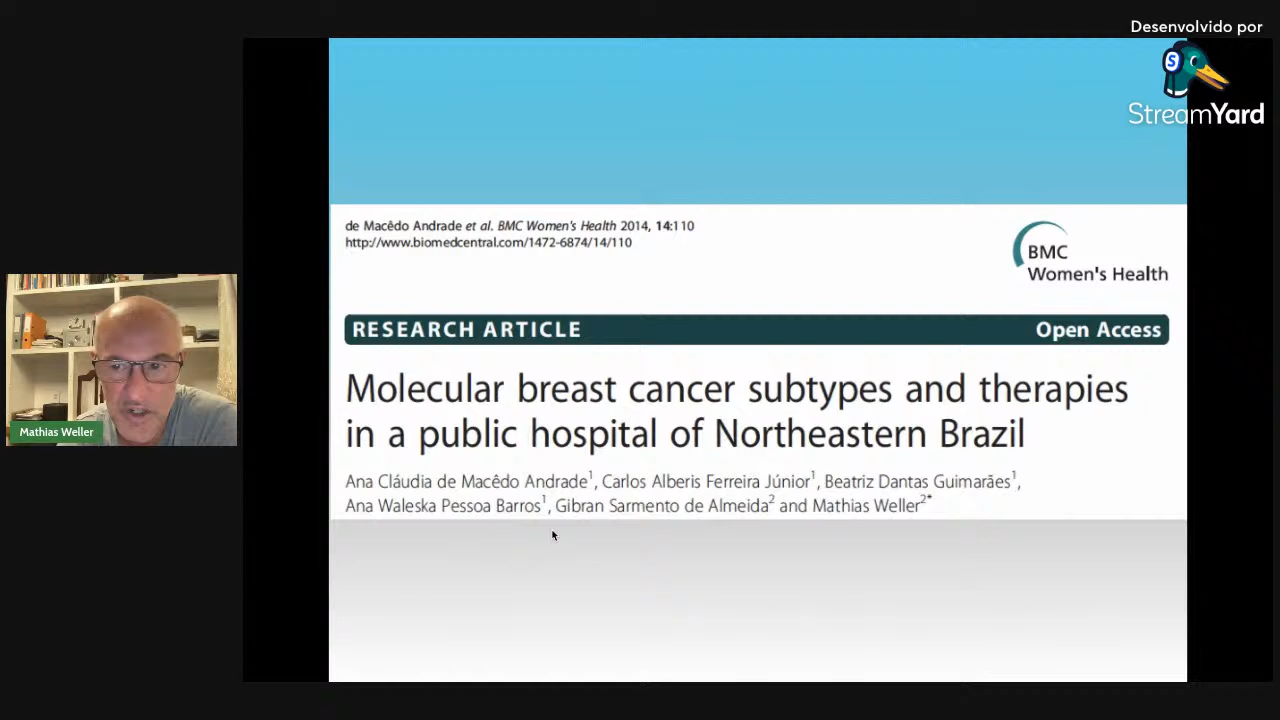 Desenvolvido por
StreamYard
de Macêdo Andrade et al. BMC Women's Health 2014, 14:110
http://www.biomedcentral.com/1472-6874/14/110
BMC
Women's Health
RESEARCH ARTICLE Open Access
Molecular breast cancer subtypes and therapies
in a public hospital of Northeastern Brazil
Ana Cláudia de Macêdo Andrade1, Carlos Alberis Ferreira Júnior1, Beatriz Dantas Guimarães1,
Ana Waleska Pessoa Barros1, Gibran Sarmento de Almeida2 and Mathias Weller2*
Mathias Weller